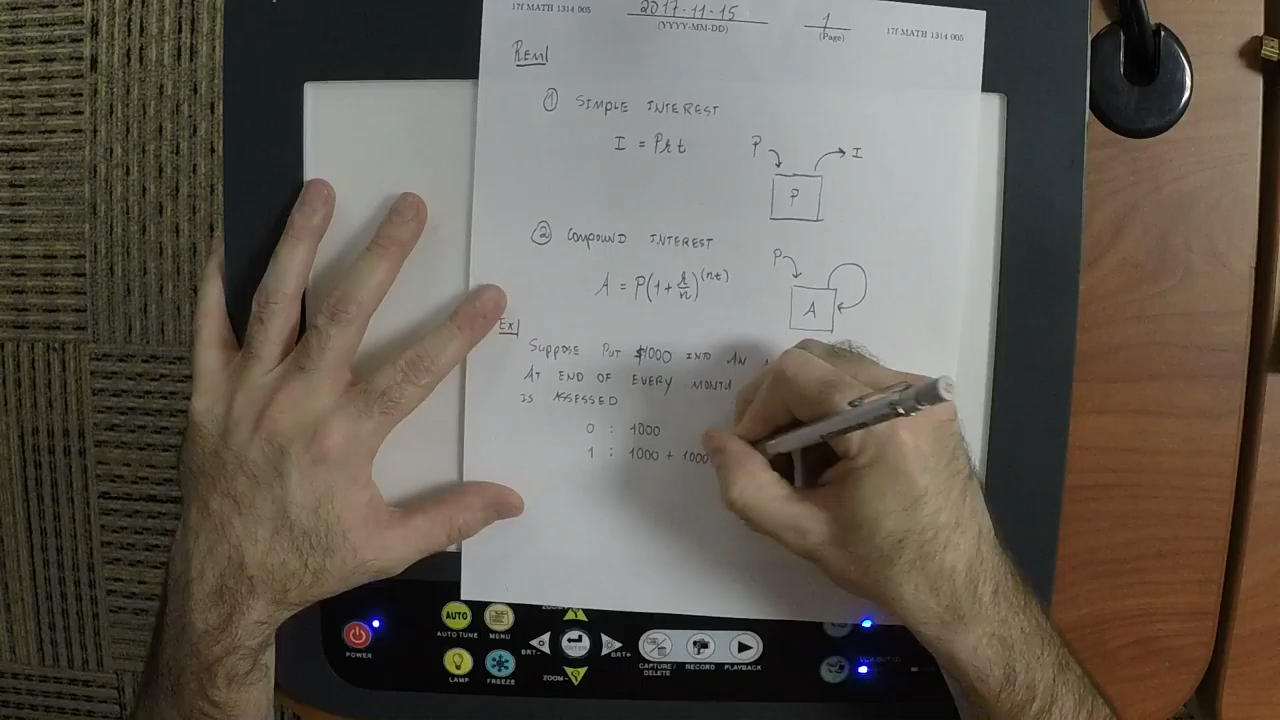 17f MATH 1314 005 2017-11-15 1 17f MATH 1314 005
(YYYY-MM-DD) (Page)
REM
① SIMPLE INTEREST
I = Prt
P I
P
② COMPOUND INTEREST
P
A = P(1+r/n)^(nt)
A
Ex
SUPPOSE PUT $1000 INTO AN
AT END OF EVERY MONTH
IS ASSESSED
0 : 1000
1 : 1000 + 1000
POWER
AUTO
AUTO TUNE
MENU
LAMP
FREEZE
BRT-
BRT+
ZOOM-
CAPTURE / DELETE
RECORD
PLAYBACK